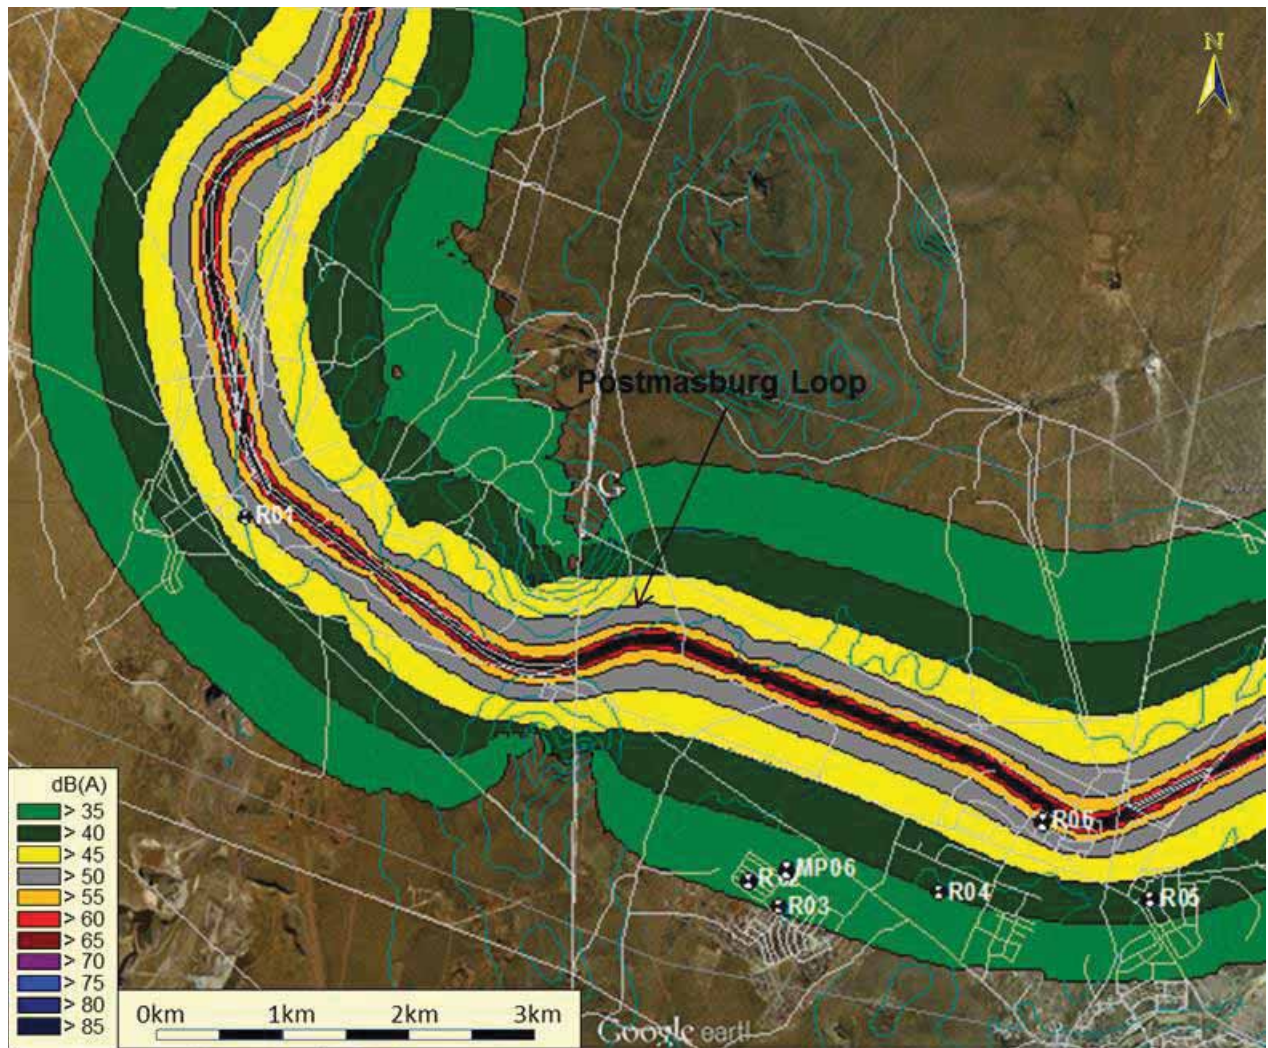 N
Postmasburg Loop
G
R01
R06
MP06
R02
R03
R04
R05
dB(A)
> 35
> 40
> 45
> 50
> 55
> 60
> 65
> 70
> 75
> 80
> 85
0km 1km 2km 3km
Google earth